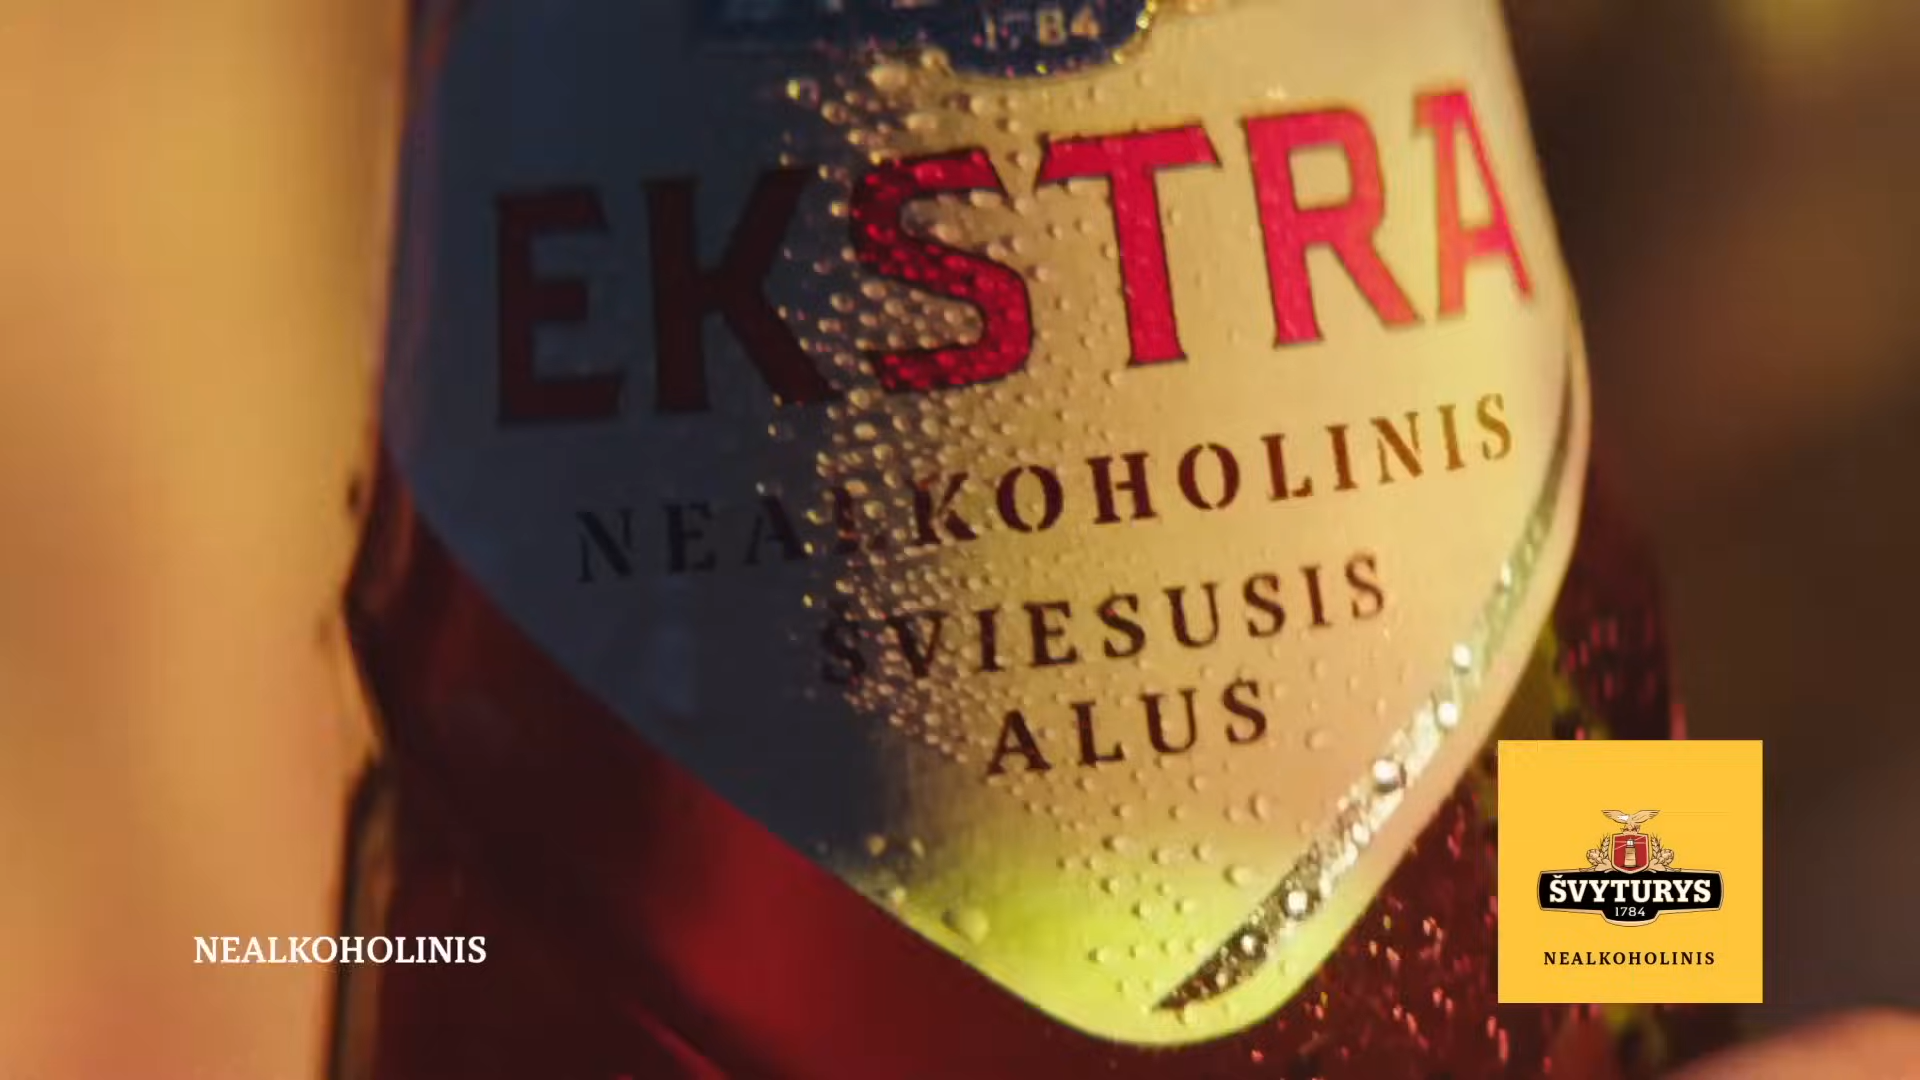 1784
EKSTRA
NEALKOHOLINIS
ŠVIESUSIS
ALUS
NEALKOHOLINIS
ŠVYTURYS
1784
NEALKOHOLINIS